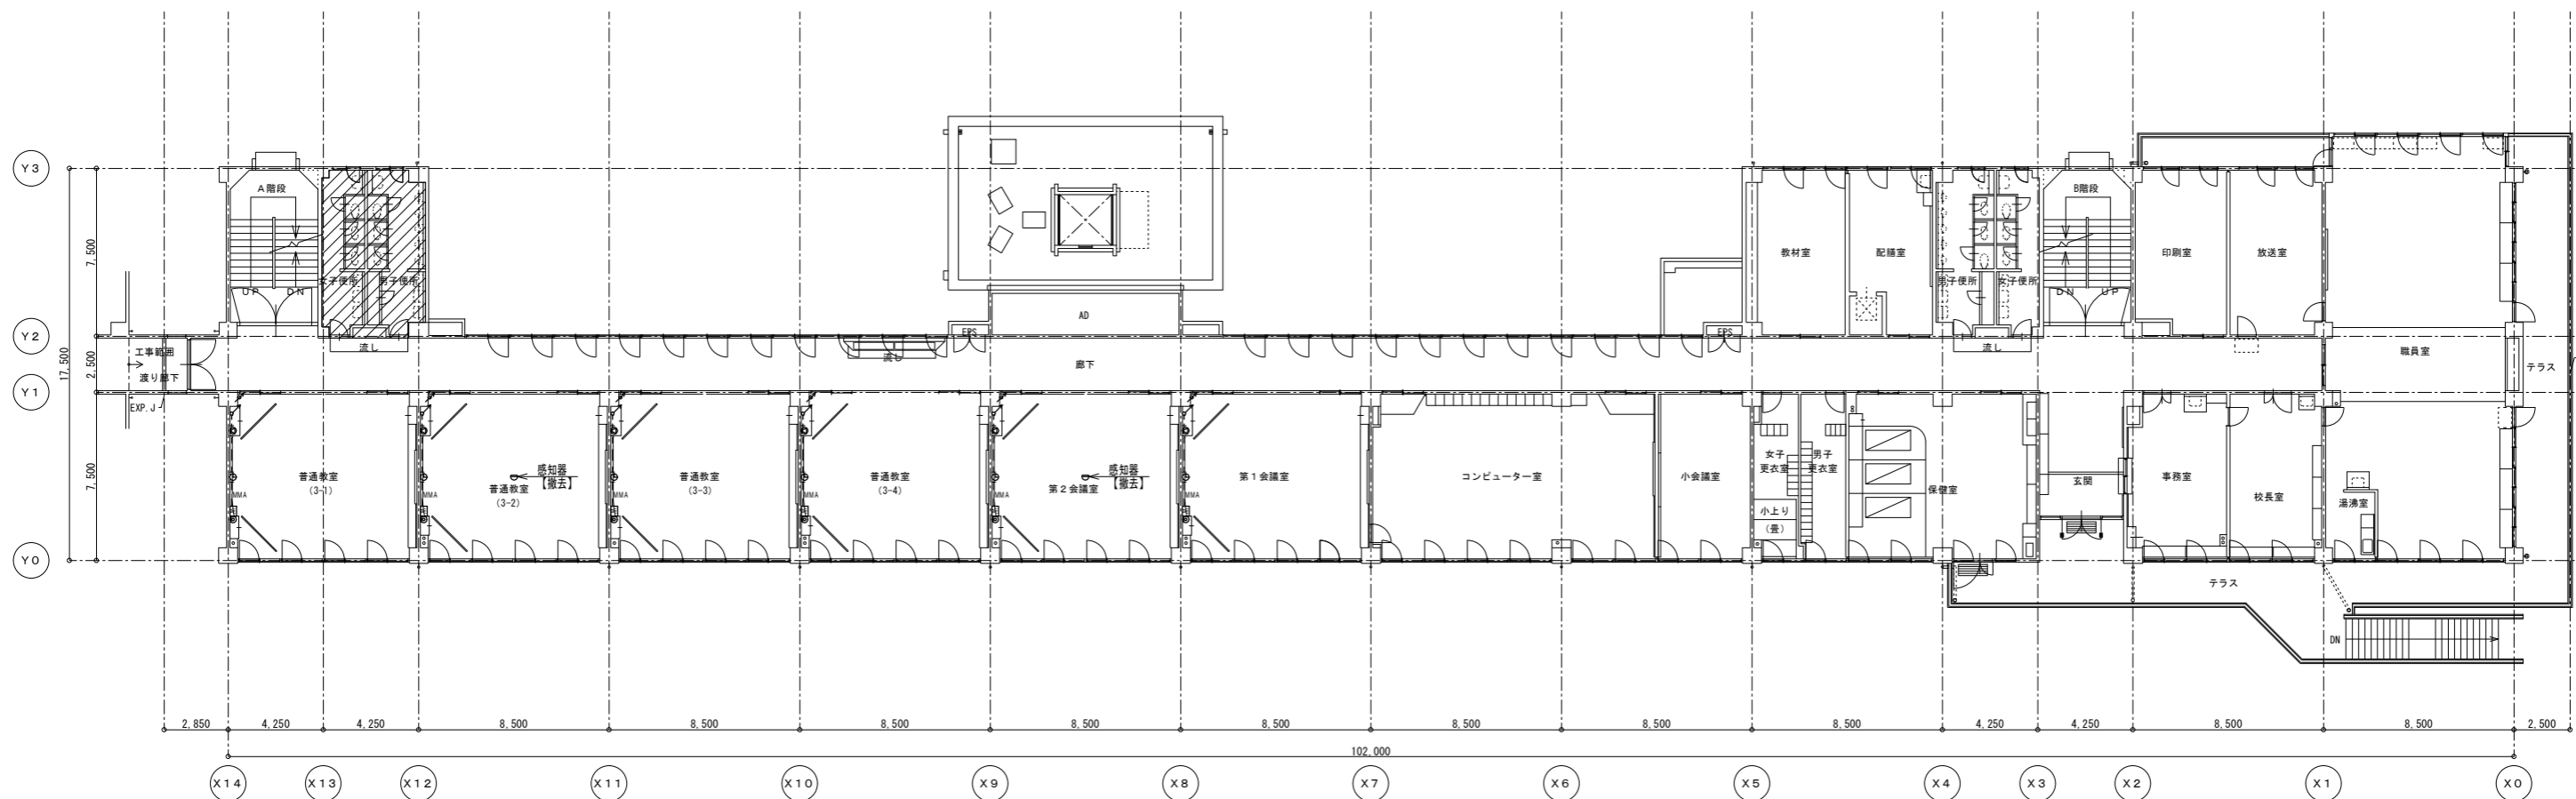 Y3
Y2
Y1
Y0
17,500
7,500
2,500
7,500
A階段
UP
DN
女子便所
男子便所
流し
工事範囲
渡り廊下
EXP.J
流し
EPS
AD
廊下
EPS
教材室
配膳室
男子便所
女子便所
流し
B階段
DN
UP
印刷室
放送室
職員室
テラス
MMA
普通教室
(3-1)
MMA
感知器
【撤去】
普通教室
(3-2)
MMA
普通教室
(3-3)
MMA
普通教室
(3-4)
MMA
感知器
【撤去】
第2会議室
MMA
第1会議室
コンピューター室
小会議室
女子
更衣室
男子
更衣室
小上り
(畳)
保健室
玄関
事務室
校長室
湯沸室
テラス
DN
2,850
4,250
4,250
8,500
8,500
8,500
8,500
8,500
8,500
8,500
8,500
4,250
4,250
8,500
8,500
2,500
102,000
X14
X13
X12
X11
X10
X9
X8
X7
X6
X5
X4
X3
X2
X1
X0